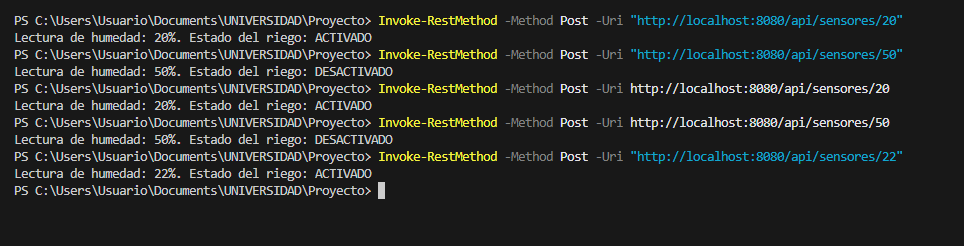 PS C:\Users\Usuario\Documents\UNIVERSIDAD\Proyecto> Invoke-RestMethod -Method Post -Uri "http://localhost:8080/api/sensores/20"
Lectura de humedad: 20%. Estado del riego: ACTIVADO
PS C:\Users\Usuario\Documents\UNIVERSIDAD\Proyecto> Invoke-RestMethod -Method Post -Uri "http://localhost:8080/api/sensores/50"
Lectura de humedad: 50%. Estado del riego: DESACTIVADO
PS C:\Users\Usuario\Documents\UNIVERSIDAD\Proyecto> Invoke-RestMethod -Method Post -Uri http://localhost:8080/api/sensores/20
Lectura de humedad: 20%. Estado del riego: ACTIVADO
PS C:\Users\Usuario\Documents\UNIVERSIDAD\Proyecto> Invoke-RestMethod -Method Post -Uri http://localhost:8080/api/sensores/50
Lectura de humedad: 50%. Estado del riego: DESACTIVADO
PS C:\Users\Usuario\Documents\UNIVERSIDAD\Proyecto> Invoke-RestMethod -Method Post -Uri "http://localhost:8080/api/sensores/22"
Lectura de humedad: 22%. Estado del riego: ACTIVADO
PS C:\Users\Usuario\Documents\UNIVERSIDAD\Proyecto>